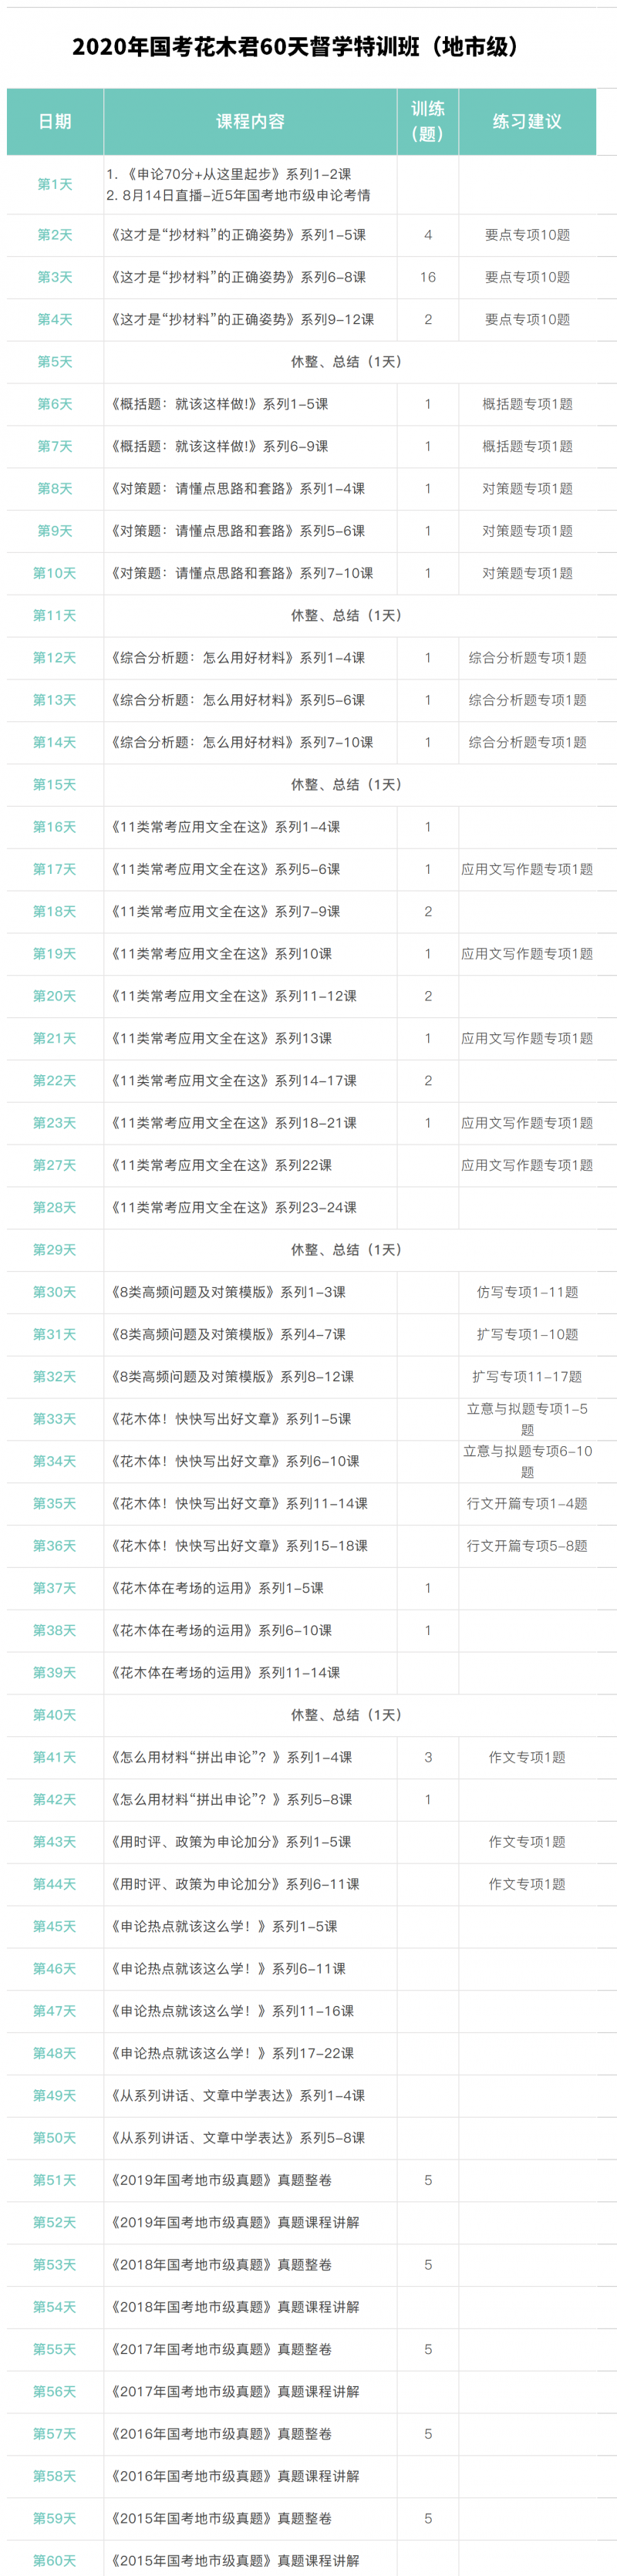 2020年国考花木君60天督学特训班（地市级）
日期 课程内容 训练（题） 练习建议
第1天 1. 《申论70分+从这里起步》系列1-2课
2. 8月14日直播-近5年国考地市级申论考情
第2天 《这才是“抄材料”的正确姿势》系列1-5课 4 要点专项10题
第3天 《这才是“抄材料”的正确姿势》系列6-8课 16 要点专项10题
第4天 《这才是“抄材料”的正确姿势》系列9-12课 2 要点专项10题
第5天 休整、总结（1天）
第6天 《概括题：就该这样做!》系列1-5课 1 概括题专项1题
第7天 《概括题：就该这样做!》系列6-9课 1 概括题专项1题
第8天 《对策题：请懂点思路和套路》系列1-4课 1 对策题专项1题
第9天 《对策题：请懂点思路和套路》系列5-6课 1 对策题专项1题
第10天 《对策题：请懂点思路和套路》系列7-10课 1 对策题专项1题
第11天 休整、总结（1天）
第12天 《综合分析题：怎么用好材料》系列1-4课 1 综合分析题专项1题
第13天 《综合分析题：怎么用好材料》系列5-6课 1 综合分析题专项1题
第14天 《综合分析题：怎么用好材料》系列7-10课 1 综合分析题专项1题
第15天 休整、总结（1天）
第16天 《11类常考应用文全在这》系列1-4课 1
第17天 《11类常考应用文全在这》系列5-6课 1 应用文写作题专项1题
第18天 《11类常考应用文全在这》系列7-9课 2
第19天 《11类常考应用文全在这》系列10课 1 应用文写作题专项1题
第20天 《11类常考应用文全在这》系列11-12课 2
第21天 《11类常考应用文全在这》系列13课 1 应用文写作题专项1题
第22天 《11类常考应用文全在这》系列14-17课 2
第23天 《11类常考应用文全在这》系列18-21课 1 应用文写作题专项1题
第27天 《11类常考应用文全在这》系列22课 应用文写作题专项1题
第28天 《11类常考应用文全在这》系列23-24课
第29天 休整、总结（1天）
第30天 《8类高频问题及对策模版》系列1-3课 仿写专项1-11题
第31天 《8类高频问题及对策模版》系列4-7课 扩写专项1-10题
第32天 《8类高频问题及对策模版》系列8-12课 扩写专项11-17题
第33天 《花木体！快快写出好文章》系列1-5课 立意与拟题专项1-5题
第34天 《花木体！快快写出好文章》系列6-10课 立意与拟题专项6-10题
第35天 《花木体！快快写出好文章》系列11-14课 行文开篇专项1-4题
第36天 《花木体！快快写出好文章》系列15-18课 行文开篇专项5-8题
第37天 《花木体在考场的运用》系列1-5课 1
第38天 《花木体在考场的运用》系列6-10课 1
第39天 《花木体在考场的运用》系列11-14课
第40天 休整、总结（1天）
第41天 《怎么用材料“拼出申论”？》系列1-4课 3 作文专项1题
第42天 《怎么用材料“拼出申论”？》系列5-8课 1
第43天 《用时评、政策为申论加分》系列1-5课 作文专项1题
第44天 《用时评、政策为申论加分》系列6-11课 作文专项1题
第45天 《申论热点就该这么学！》系列1-5课
第46天 《申论热点就该这么学！》系列6-11课
第47天 《申论热点就该这么学！》系列11-16课
第48天 《申论热点就该这么学！》系列17-22课
第49天 《从系列讲话、文章中学表达》系列1-4课
第50天 《从系列讲话、文章中学表达》系列5-8课
第51天 《2019年国考地市级真题》真题整卷 5
第52天 《2019年国考地市级真题》真题课程讲解
第53天 《2018年国考地市级真题》真题整卷 5
第54天 《2018年国考地市级真题》真题课程讲解
第55天 《2017年国考地市级真题》真题整卷 5
第56天 《2017年国考地市级真题》真题课程讲解
第57天 《2016年国考地市级真题》真题整卷 5
第58天 《2016年国考地市级真题》真题课程讲解
第59天 《2015年国考地市级真题》真题整卷 5
第60天 《2015年国考地市级真题》真题课程讲解